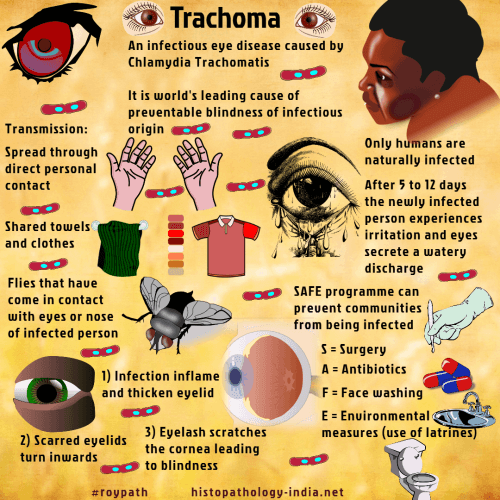 Trachoma
An infectious eye disease caused by
Chlamydia Trachomatis
It is world's leading cause of
preventable blindness of infectious
origin
Transmission:
Spread through
direct personal
contact
Shared towels
and clothes
Flies that have
come in contact
with eyes or nose
of infected person
Only humans are
naturally infected
After 5 to 12 days
the newly infected
person experiences
irritation and eyes
secrete a watery
discharge
SAFE programme can
prevent communities
from being infected
S = Surgery
A = Antibiotics
F = Face washing
E = Environmental
measures (use of latrines)
1) Infection inflame
and thicken eyelid
2) Scarred eyelids
turn inwards
3) Eyelash scratches
the cornea leading
to blindness
#roypath
histopathology-india.net